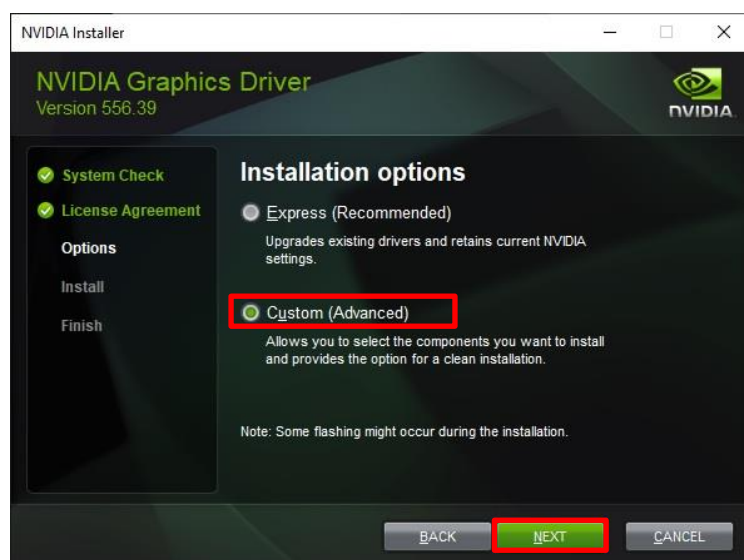 NVIDIA Installer
NVIDIA Graphics Driver
Version 556.39
NVIDIA
System Check
License Agreement
Options
Install
Finish
Installation options
Express (Recommended)
Upgrades existing drivers and retains current NVIDIA
settings.
Custom (Advanced)
Allows you to select the components you want to install
and provides the option for a clean installation.
Note: Some flashing might occur during the installation.
BACK
NEXT
CANCEL